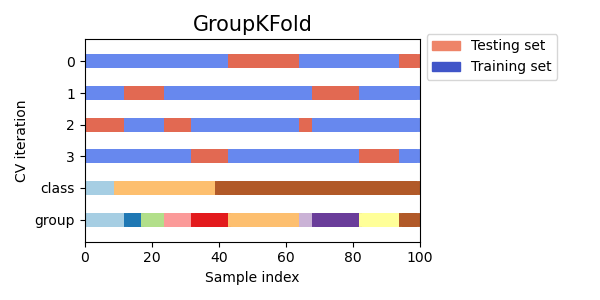 GroupKFold
Testing set
Training set
CV iteration
0
1
2
3
class
group
0 20 40 60 80 100
Sample index